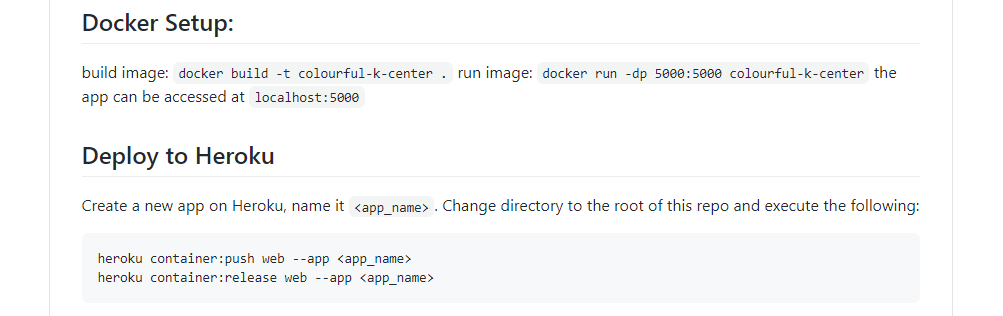 Docker Setup:
build image: docker build -t colourful-k-center . run image: docker run -dp 5000:5000 colourful-k-center the
app can be accessed at localhost:5000
Deploy to Heroku
Create a new app on Heroku, name it <app_name>. Change directory to the root of this repo and execute the following:
heroku container:push web --app <app_name>
heroku container:release web --app <app_name>